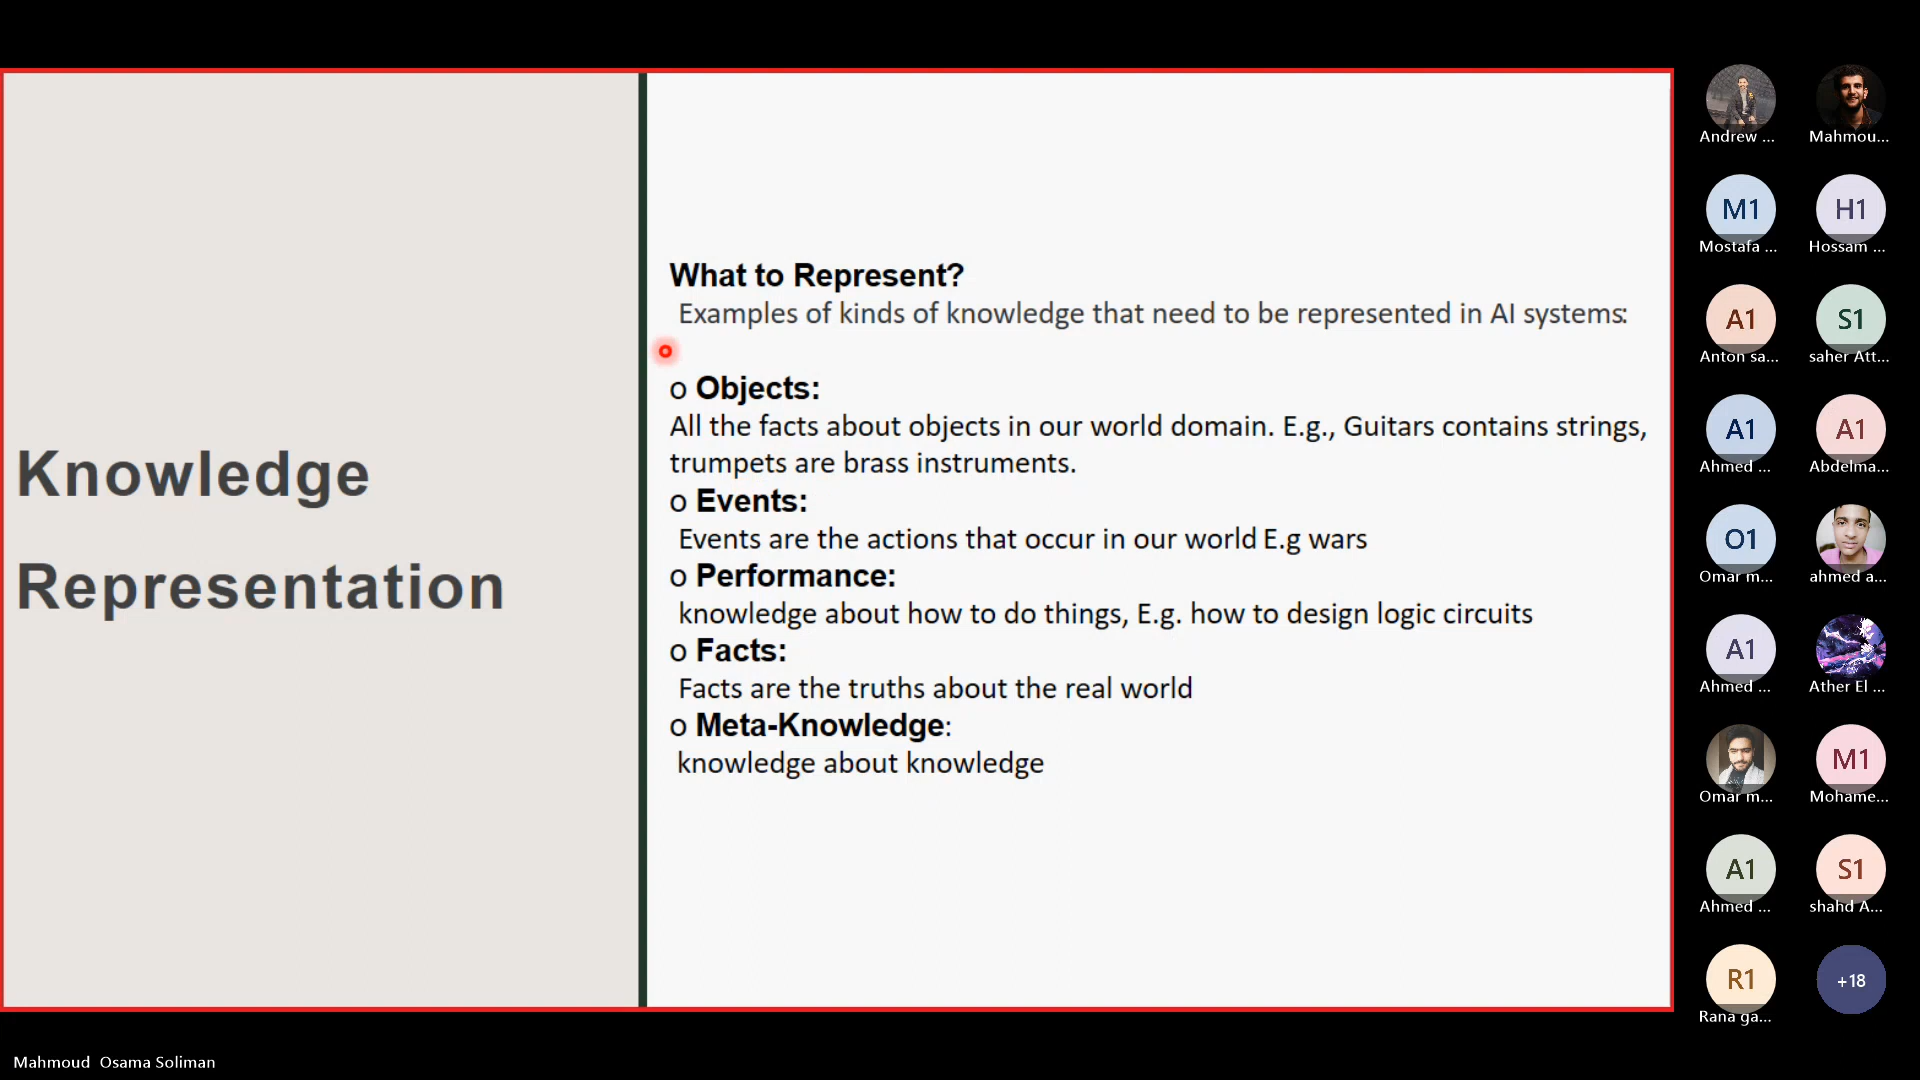 Knowledge
Representation
What to Represent?
Examples of kinds of knowledge that need to be represented in AI systems:
o Objects:
All the facts about objects in our world domain. E.g., Guitars contains strings,
trumpets are brass instruments.
o Events:
Events are the actions that occur in our world E.g wars
o Performance:
knowledge about how to do things, E.g. how to design logic circuits
o Facts:
Facts are the truths about the real world
o Meta-Knowledge:
knowledge about knowledge
Andrew ...
Mahmou...
M1
Mostafa ...
H1
Hossam ...
A1
Anton sa...
S1
saher Att...
A1
Ahmed ...
A1
Abdelma...
O1
Omar m...
ahmed a...
A1
Ahmed ...
Ather El ...
Omar m...
M1
Mohame...
A1
Ahmed ...
S1
shahd A...
R1
Rana ga...
+18
Mahmoud Osama Soliman